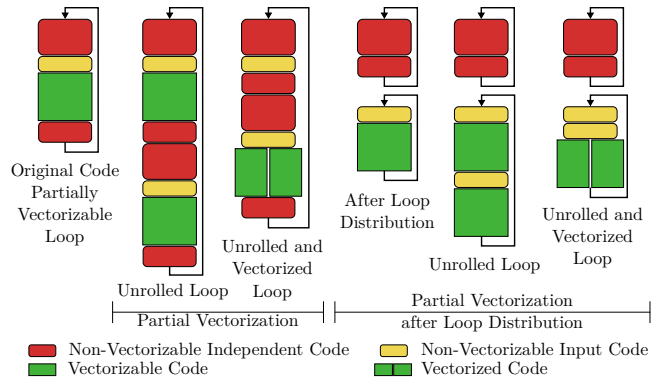 Original Code
Partially
Vectorizable
Loop
Unrolled Loop
Unrolled and
Vectorized
Loop
Partial Vectorization
After Loop
Distribution
Unrolled Loop
Unrolled and
Vectorized
Loop
Partial Vectorization
after Loop Distribution
Non-Vectorizable Independent Code
Non-Vectorizable Input Code
Vectorizable Code
Vectorized Code